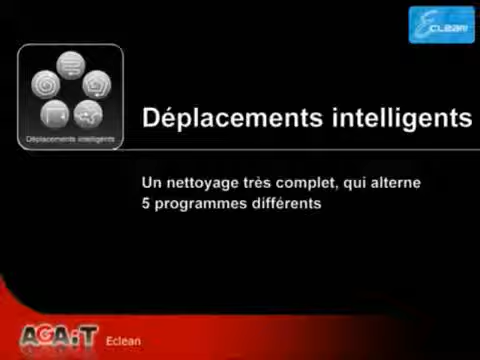 ECLEAN
Déplacements intelligents
Déplacements intelligents
Un nettoyage très complet, qui alterne
5 programmes différents
AGAiT Eclean